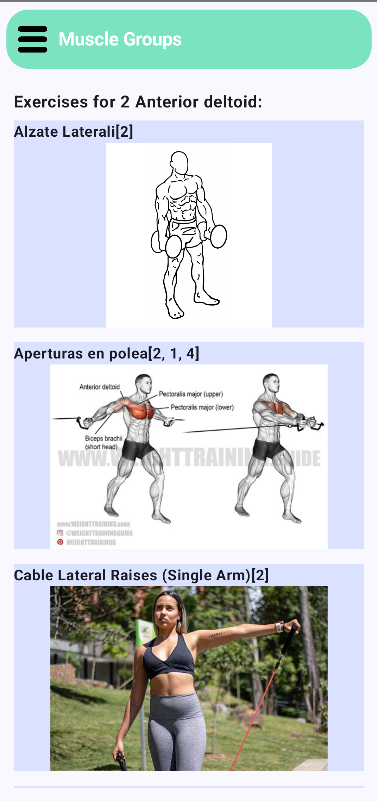 Muscle Groups
Exercises for 2 Anterior deltoid:
Alzate Laterali[2]
Aperturas en polea[2, 1, 4]
Anterior deltoid
Pectoralis major (upper)
Pectoralis major (lower)
Biceps brachii
(short head)
WWW.WEIGHTTRAINING.GUIDE
WWW.WEIGHTTRAINING.GUIDE
@WEIGHTTRAININGGUIDE
WEIGHTTRAININGG
Cable Lateral Raises (Single Arm)[2]